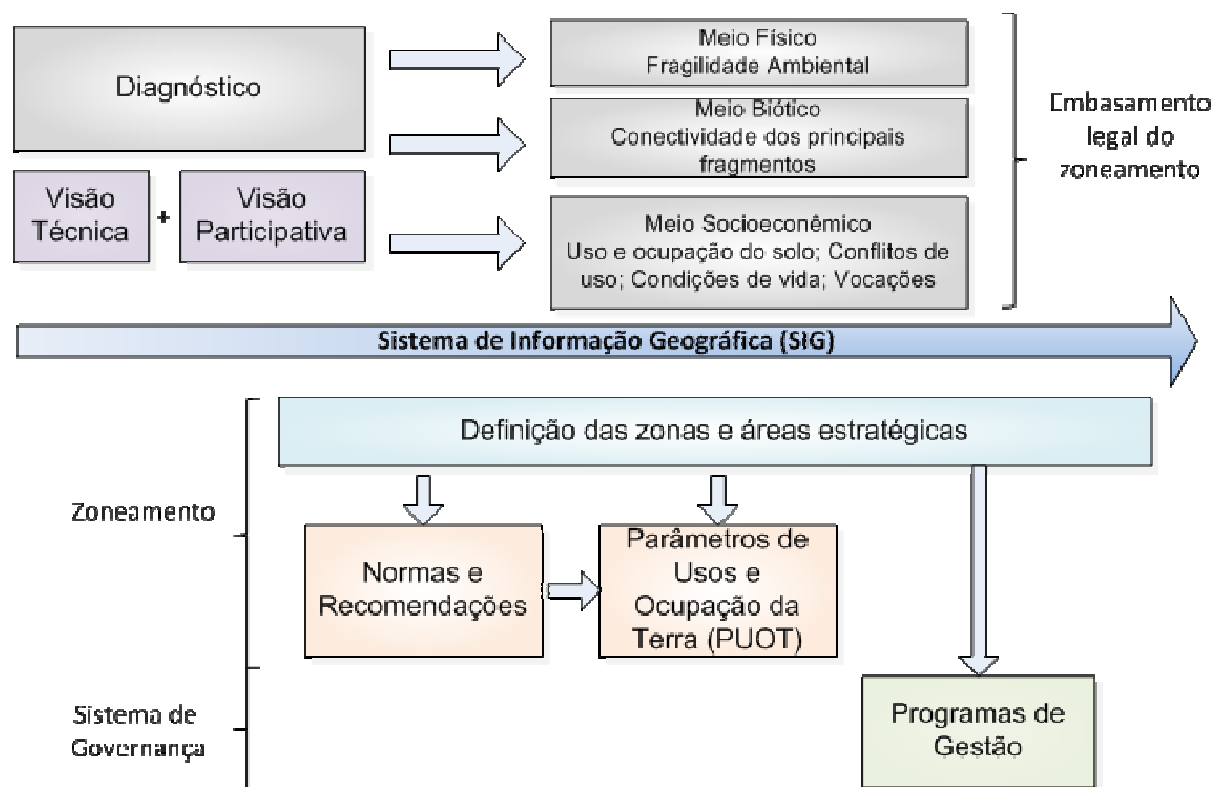 Diagnóstico
Visão
Técnica
+
Visão
Participativa
Meio Físico
Fragilidade Ambiental
Meio Biótico
Conectividade dos principais
fragmentos
Meio Socioeconômico
Uso e ocupação do solo; Conflitos de
uso; Condições de vida; Vocações
Embasamento
legal do
zoneamento
Sistema de Informação Geográfica (SIG)
Zoneamento
Definição das zonas e áreas estratégicas
Normas e
Recomendações
Parâmetros de
Usos e
Ocupação da
Terra (PUOT)
Sistema de
Governança
Programas de
Gestão